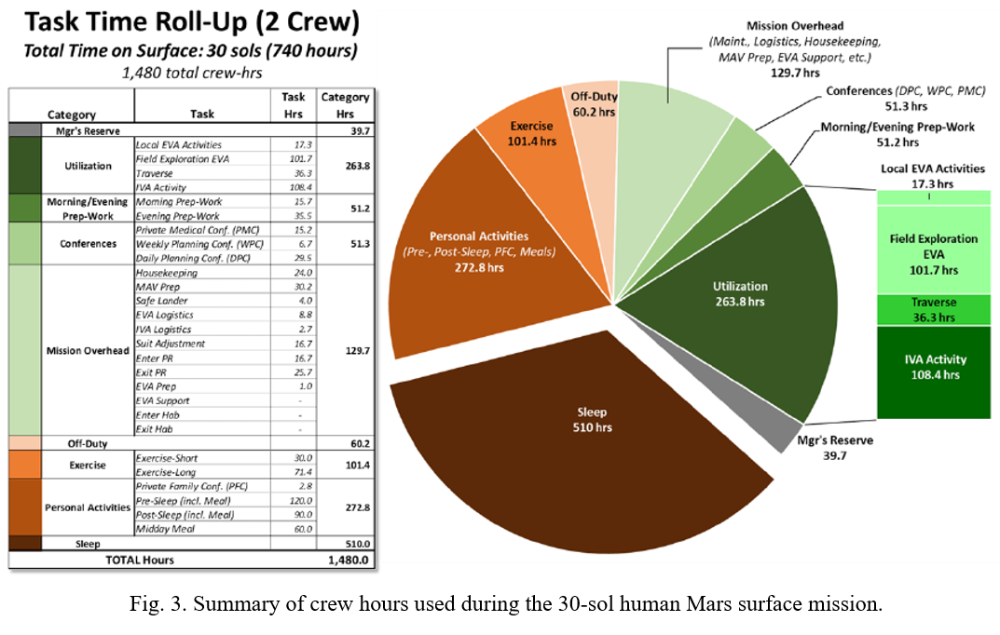 Task Time Roll-Up (2 Crew)
Total Time on Surface: 30 sols (740 hours)
1,480 total crew-hrs
Category Task Task Hrs Category Hrs
Mgr's Reserve 39.7
Utilization 263.8
Local EVA Activities 17.3
Field Exploration EVA 101.7
Traverse 36.3
IVA Activity 108.4
Morning/Evening Prep-Work 51.2
Morning Prep-Work 15.7
Evening Prep-Work 35.5
Conferences 51.3
Private Medical Conf. (PMC) 15.2
Weekly Planning Conf. (WPC) 6.7
Daily Planning Conf. (DPC) 29.5
Mission Overhead 129.7
Housekeeping 24.0
MAV Prep 30.2
Safe Lander 4.0
EVA Logistics 8.8
IVA Logistics 2.7
Suit Adjustment 16.7
Enter PR 16.7
Exit PR 25.7
EVA Prep 1.0
EVA Support -
Enter Hab -
Exit Hab -
Off-Duty 60.2
Exercise 101.4
Exercise-Short 30.0
Exercise-Long 71.4
Personal Activities 272.8
Private Family Conf. (PFC) 2.8
Pre-Sleep (incl. Meal) 120.0
Post-Sleep (incl. Meal) 90.0
Midday Meal 60.0
Sleep 510.0
TOTAL Hours 1,480.0
Mission Overhead
(Maint., Logistics, Housekeeping,
MAV Prep, EVA Support, etc.)
129.7 hrs
Conferences (DPC, WPC, PMC)
51.3 hrs
Morning/Evening Prep-Work
51.2 hrs
Local EVA Activities
17.3 hrs
Field Exploration
EVA
101.7 hrs
Traverse
36.3 hrs
IVA Activity
108.4 hrs
Utilization
263.8 hrs
Mgr's Reserve
39.7
Sleep
510 hrs
Personal Activities
(Pre-, Post-Sleep, PFC, Meals)
272.8 hrs
Exercise
101.4 hrs
Off-Duty
60.2 hrs
Fig. 3. Summary of crew hours used during the 30-sol human Mars surface mission.